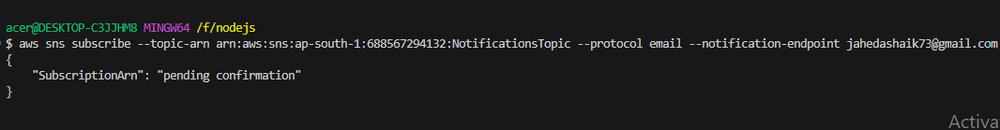 acer@DESKTOP-C3JJHM8 MINGW64 /f/nodejs
$ aws sns subscribe --topic-arn arn:aws:sns:ap-south-1:688567294132:NotificationsTopic --protocol email --notification-endpoint jahedashaik73@gmail.com
{
    "SubscriptionArn": "pending confirmation"
}
Activa